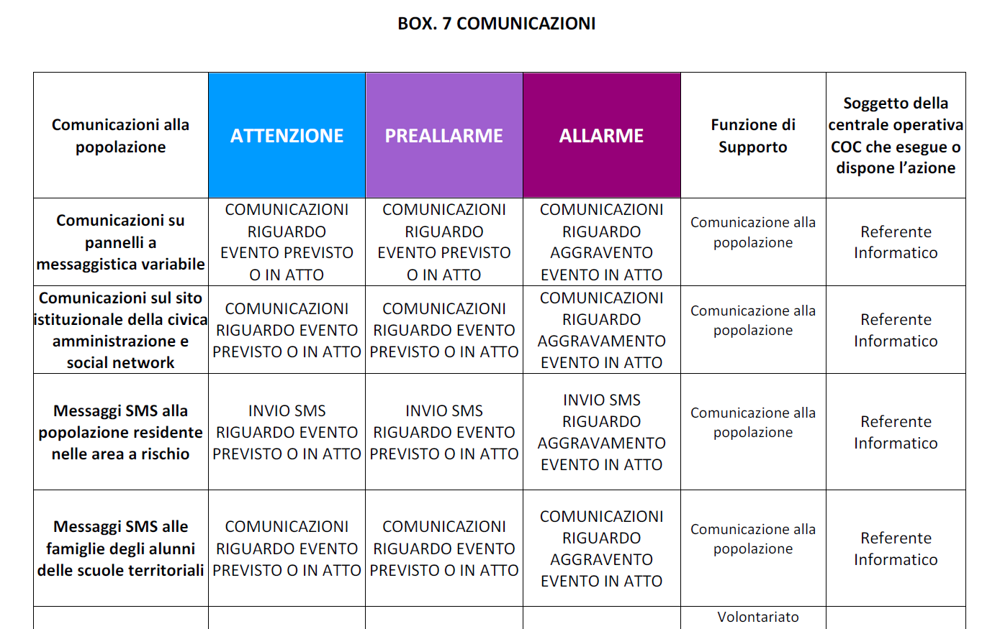 BOX. 7 COMUNICAZIONI
Comunicazioni alla
popolazione
ATTENZIONE
PREALLARME
ALLARME
Funzione di
Supporto
Soggetto della
centrale operativa
COC che esegue o
dispone l'azione
Comunicazioni su
pannelli a
messaggistica variabile
COMUNICAZIONI
RIGUARDO
EVENTO PREVISTO
O IN ATTO
COMUNICAZIONI
RIGUARDO
EVENTO PREVISTO
O IN ATTO
COMUNICAZIONI
RIGUARDO
AGGRAVENTO
EVENTO IN ATTO
Comunicazione alla
popolazione
Referente
Informatico
Comunicazioni sul sito
istituzionale della civica
amministrazione e
social network
COMUNICAZIONI
RIGUARDO EVENTO
PREVISTO O IN ATTO
COMUNICAZIONI
RIGUARDO EVENTO
PREVISTO O IN ATTO
COMUNICAZIONI
RIGUARDO
AGGRAVAMENTO
EVENTO IN ATTO
Comunicazione alla
popolazione
Referente
Informatico
Messaggi SMS alla
popolazione residente
nelle area a rischio
INVIO SMS
RIGUARDO EVENTO
PREVISTO O IN ATTO
INVIO SMS
RIGUARDO EVENTO
PREVISTO O IN ATTO
INVIO SMS
RIGUARDO
AGGRAVAMENTO
EVENTO IN ATTO
Comunicazione alla
popolazione
Referente
Informatico
Messaggi SMS alle
famiglie degli alunni
delle scuole territoriali
COMUNICAZIONI
RIGUARDO EVENTO
PREVISTO O IN ATTO
COMUNICAZIONI
RIGUARDO EVENTO
PREVISTO O IN ATTO
COMUNICAZIONI
RIGUARDO
AGGRAVENTO
EVENTO IN ATTO
Comunicazione alla
popolazione
Referente
Informatico
Volontariato